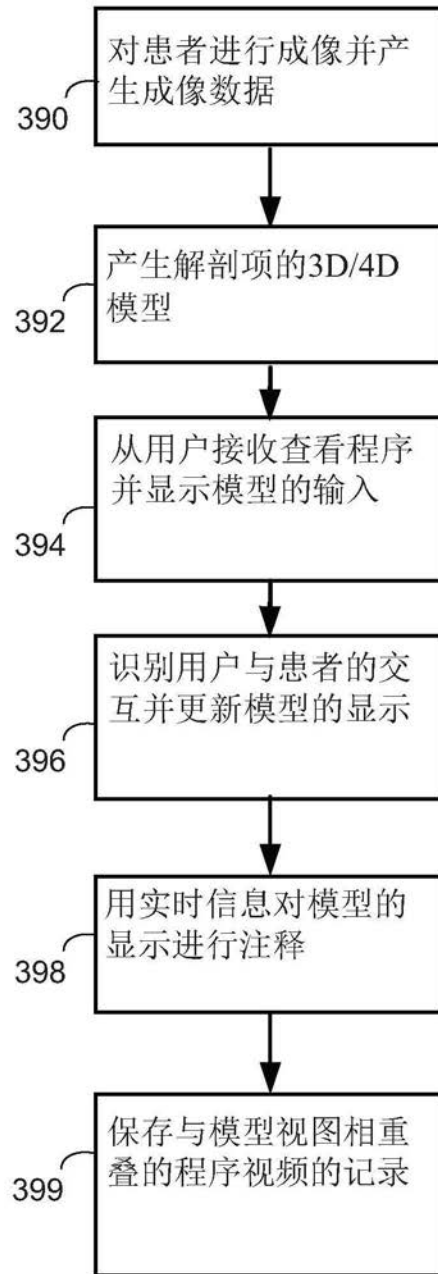 对患者进行成像并产
生成像数据
390
产生解剖项的3D/4D
模型
392
从用户接收查看程序
并显示模型的输入
394
识别用户与患者的交
互并更新模型的显示
396
用实时信息对模型的
显示进行注释
398
保存与模型视图相重
叠的程序视频的记录
399